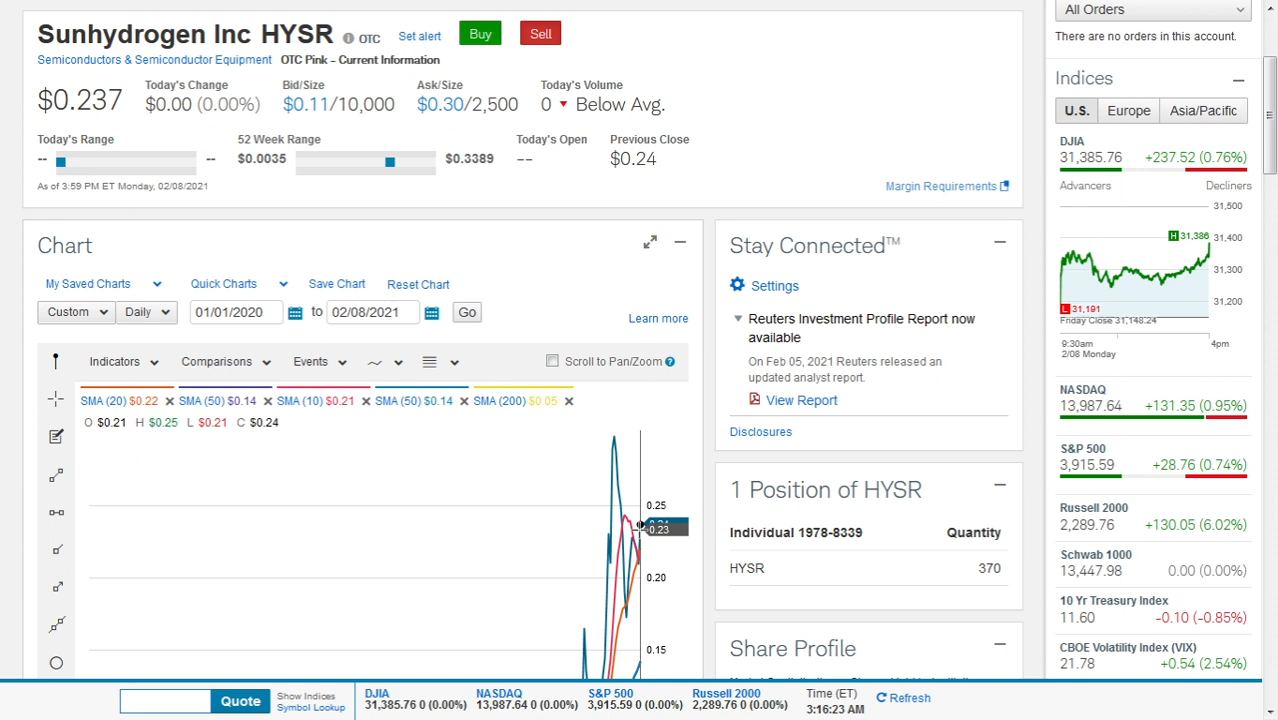 Sunhydrogen Inc HYSR OTC Set alert Buy Sell
Semiconductors & Semiconductor Equipment OTC Pink – Current Information
Today's Change Bid/Size Ask/Size Today's Volume
$0.237 $0.00 (0.00%) $0.11/10,000 $0.30/2,500 0 Below Avg.
Today's Range 52 Week Range Today's Open Previous Close
-- -- $0.0035 $0.3389 -- $0.24
As of 3:59 PM ET Monday, 02/08/2021
Margin Requirements
Chart
My Saved Charts Quick Charts Save Chart Reset Chart
Custom Daily 01/01/2020 to 02/08/2021 Go
Learn more
Indicators Comparisons Events Scroll to Pan/Zoom
SMA (20) $0.22 SMA (50) $0.14 SMA (10) $0.21 SMA (50) $0.14 SMA (200) $0.05
O $0.21 H $0.25 L $0.21 C $0.24
0.25
0.23
0.20
0.15
Stay Connected™
Settings
Reuters Investment Profile Report now
available
On Feb 05, 2021 Reuters released an
updated analyst report.
View Report
Disclosures
1 Position of HYSR
Individual 1978-8339 Quantity
HYSR 370
Share Profile
All Orders
There are no orders in this account.
Indices
U.S. Europe Asia/Pacific
DJIA
31,385.76 +237.52 (0.76%)
Advancers Decliners
31,500
H 31,386 31,400
31,300
31,200
L 31,191
Friday Close 31,148.24
9:30am 4pm
2/08 Monday
NASDAQ
13,987.64 +131.35 (0.95%)
S&P 500
3,915.59 +28.76 (0.74%)
Russell 2000
2,289.76 +130.05 (6.02%)
Schwab 1000
13,447.98 0.00 (0.00%)
10 Yr Treasury Index
11.60 -0.10 (-0.85%)
CBOE Volatility Index (VIX)
21.78 +0.54 (2.54%)
Quote
Show Indices
Symbol Lookup
DJIA NASDAQ S&P 500 Russell 2000 Time (ET)
31,385.76 0 (0.00%) 13,987.64 0 (0.00%) 3,915.59 0 (0.00%) 2,289.76 0 (0.00%) 3:16:23 AM
Refresh